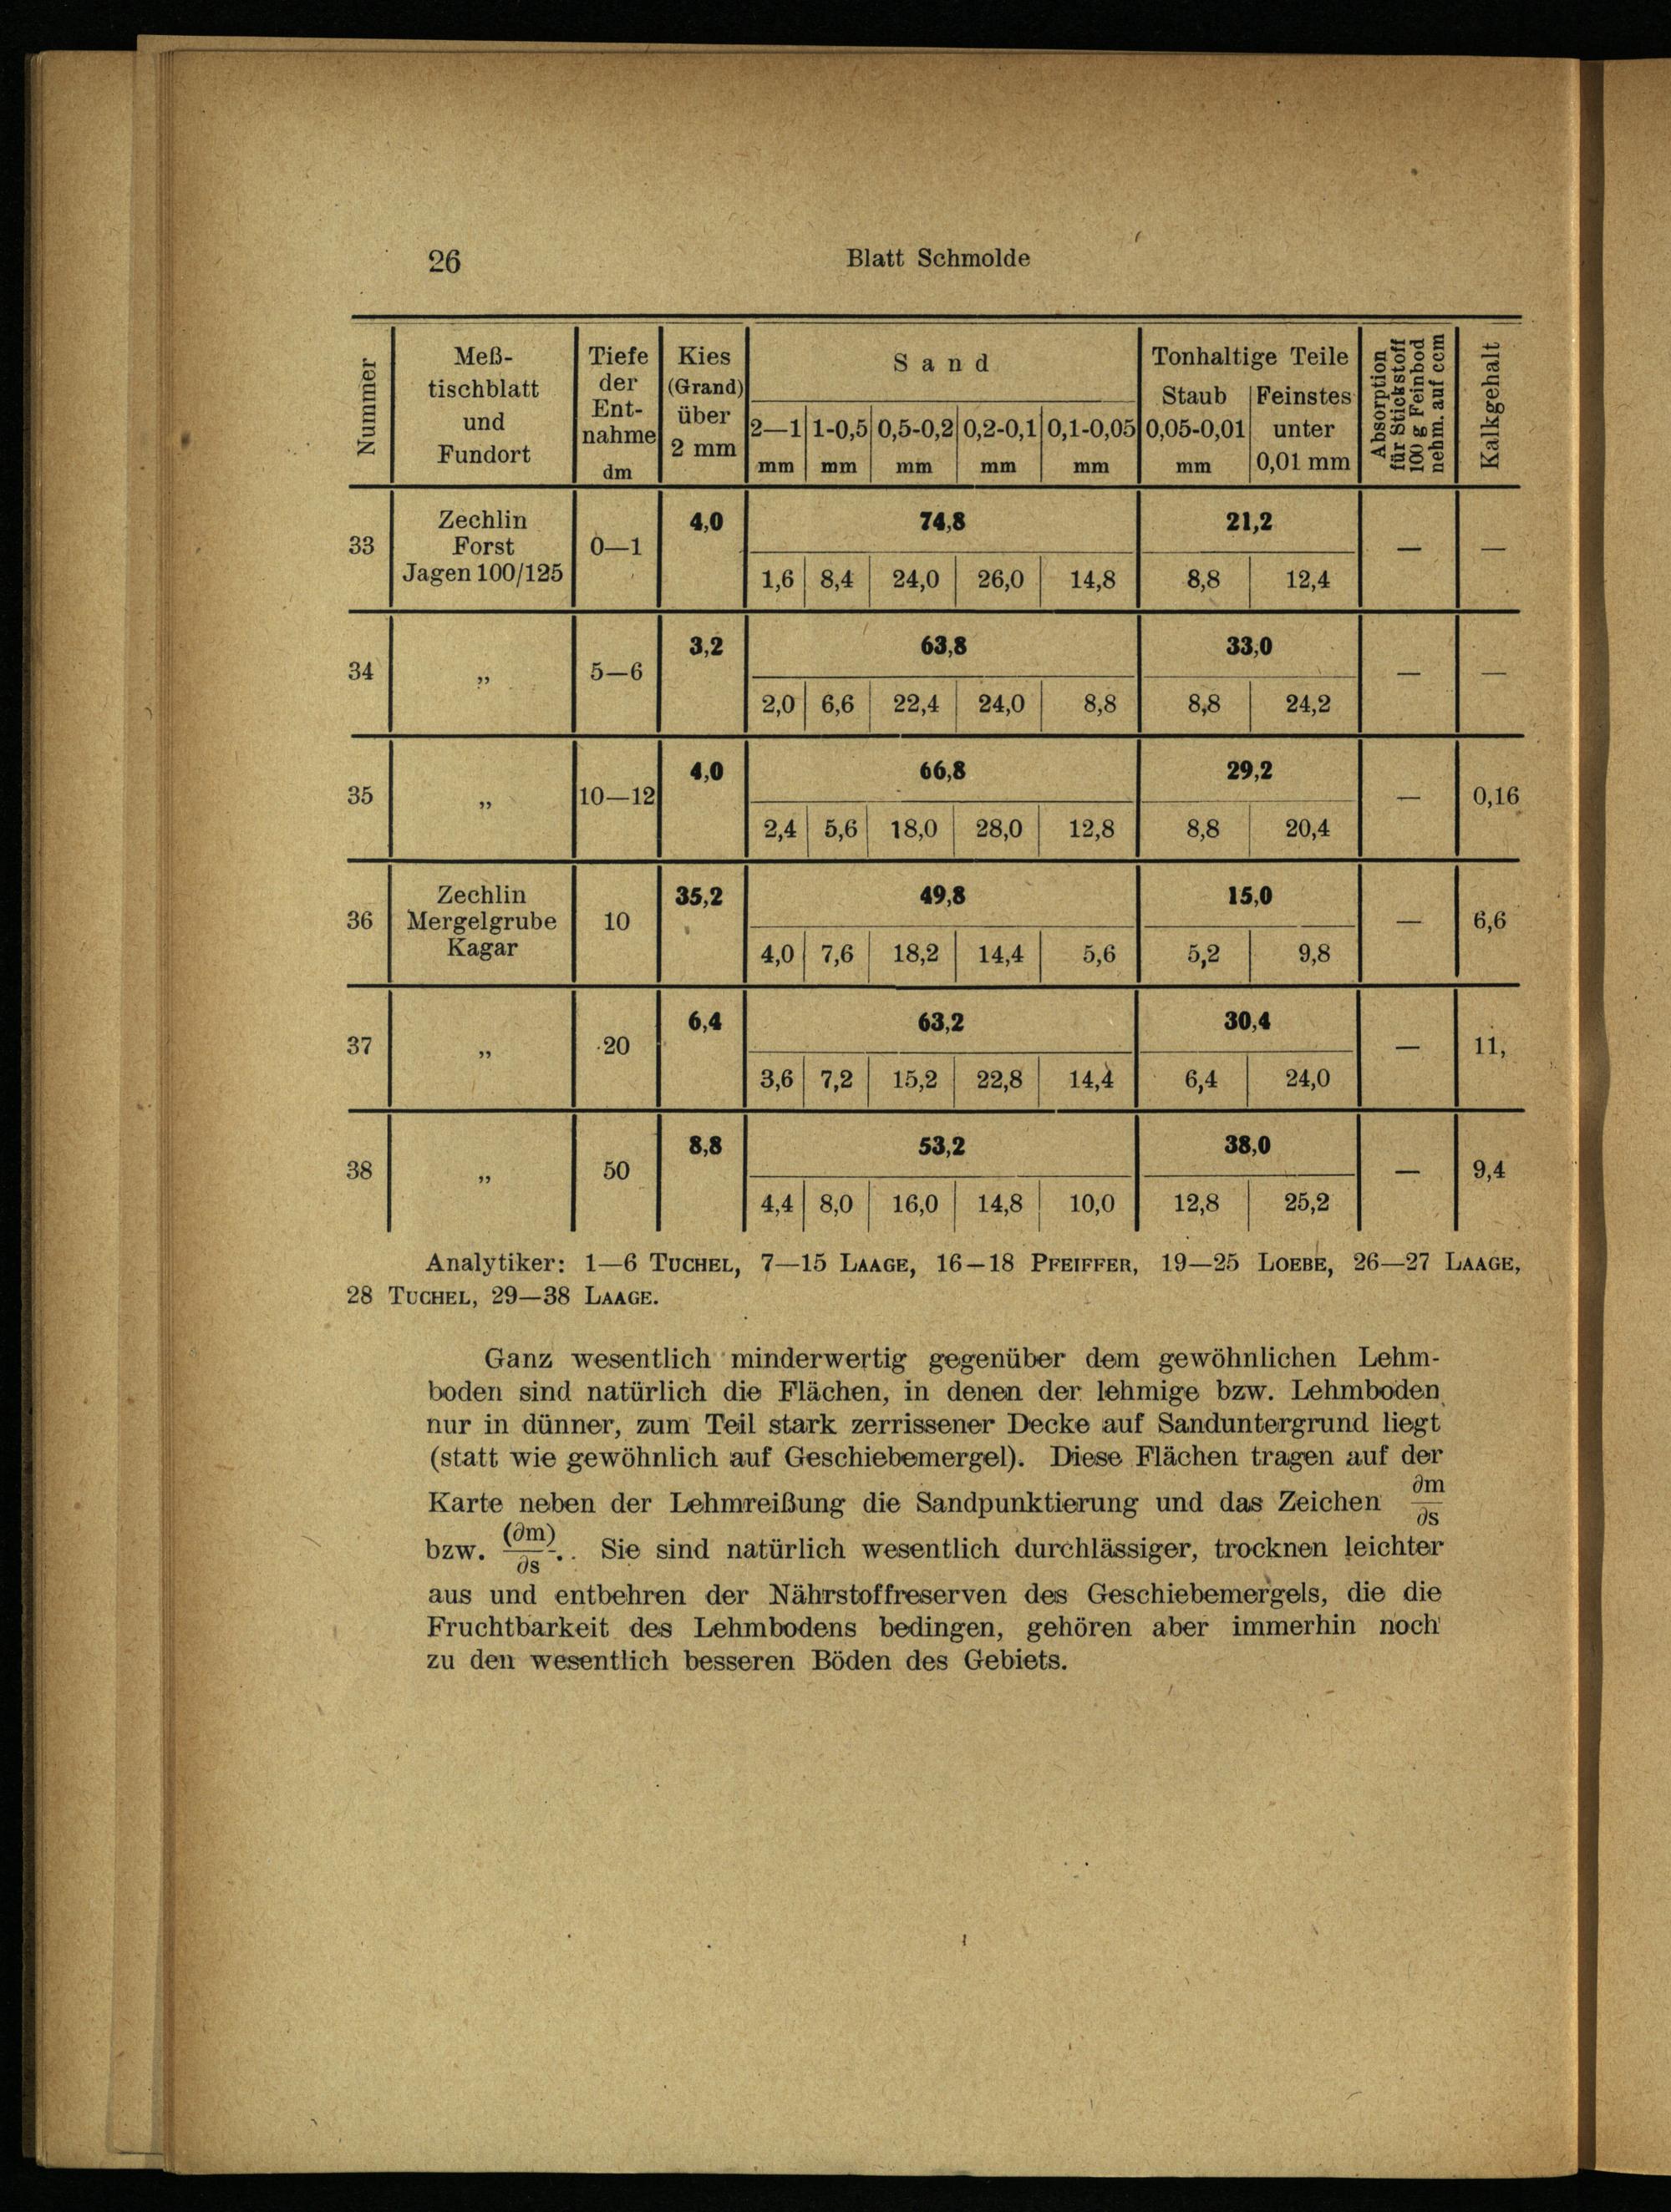 26
Blatt Schmolde
Nummer
Meß-
tischblatt
und
Fundort
Tiefe
der
Ent-
nahme
dm
Kies
(Grand)
über
2 mm
Sand
2—1 1-0,5 0,5-0,2 0,2-0,1 0,1-0,05
mm mm mm mm mm
Tonhaltige Teile
Staub Feinstes
0,05-0,01 unter
mm 0,01 mm
Absorption
für Stickstoff
100 g Feinbod
nehm. auf ccm
Kalkgehalt
33
Zechlin
Forst
Jagen 100/125
0—1
4,0 74,8 21,2
— —
1,6 8,4 24,0 26,0 14,8 8,8 12,4
3,2 63,8 33,0
34 „ 5—6 — —
2,0 6,6 22,4 24,0 8,8 8,8 24,2
4,0 66,8 29,2
35 „ 10—12 — 0,16
2,4 5,6 18,0 28,0 12,8 8,8 20,4
36
Zechlin
Mergelgrube
Kagar
10
35,2 49,8 15,0
— 6,6
4,0 7,6 18,2 14,4 5,6 5,2 9,8
6,4 63,2 30,4
37 „ 20 — 11,
3,6 7,2 15,2 22,8 14,4 6,4 24,0
8,8 53,2 38,0
38 „ 50 — 9,4
4,4 8,0 16,0 14,8 10,0 12,8 25,2
Analytiker: 1—6 Tuchel, 7—15 Laage, 16—18 Pfeiffer, 19—25 Loebe, 26—27 Laage,
28 Tuchel, 29—38 Laage.
Ganz wesentlich minderwertig gegenüber dem gewöhnlichen Lehm-
boden sind natürlich die Flächen, in denen der lehmige bzw. Lehmboden
nur in dünner, zum Teil stark zerrissener Decke auf Sanduntergrund liegt
(statt wie gewöhnlich auf Geschiebemergel). Diese Flächen tragen auf der
Karte neben der Lehmreißung die Sandpunktierung und das Zeichen ∂m/∂s
bzw. (∂m)/∂s. Sie sind natürlich wesentlich durchlässiger, trocknen leichter
aus und entbehren der Nährstoffreserven des Geschiebemergels, die die
Fruchtbarkeit des Lehmbodens bedingen, gehören aber immerhin noch
zu den wesentlich besseren Böden des Gebiets.